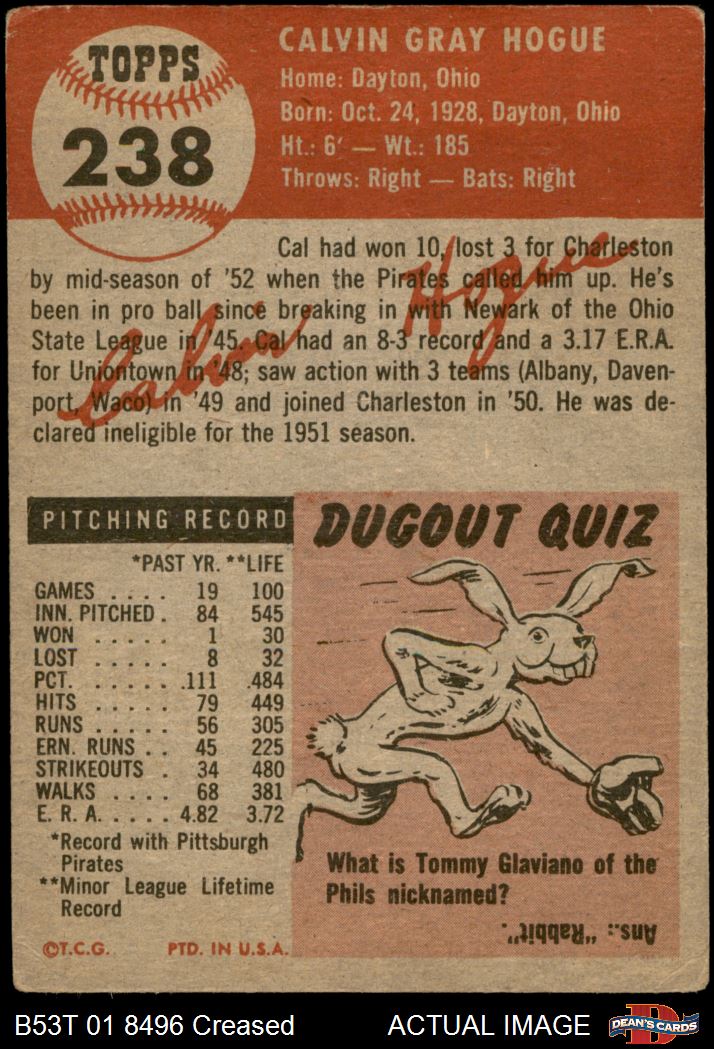 TOPPS
238
CALVIN GRAY HOGUE
Home: Dayton, Ohio
Born: Oct. 24, 1928, Dayton, Ohio
Ht.: 6' — Wt.: 185
Throws: Right — Bats: Right
Cal had won 10, lost 3 for Charleston
by mid-season of '52 when the Pirates called him up. He's
been in pro ball since breaking in with Newark of the Ohio
State League in '45. Cal had an 8-3 record and a 3.17 E.R.A.
for Uniontown in '48; saw action with 3 teams (Albany, Daven-
port, Waco) in '49 and joined Charleston in '50. He was de-
clared ineligible for the 1951 season.
Calvin Hogue
PITCHING RECORD
*PAST YR. **LIFE
GAMES . . . . 19 100
INN. PITCHED . 84 545
WON . . . . . 1 30
LOST . . . . . 8 32
PCT. . . . . . .111 .484
HITS . . . . . 79 449
RUNS . . . . . 56 305
ERN. RUNS . . 45 225
STRIKEOUTS . 34 480
WALKS . . . . 68 381
E. R. A. . . . . 4.82 3.72
*Record with Pittsburgh
Pirates
**Minor League Lifetime
Record
©T.C.G. PTD. IN U.S.A.
DUGOUT QUIZ
What is Tommy Glaviano of the
Phils nicknamed?
Ans.: "Rabbit".
B53T 01 8496 Creased ACTUAL IMAGE
DEAN'S CARDS